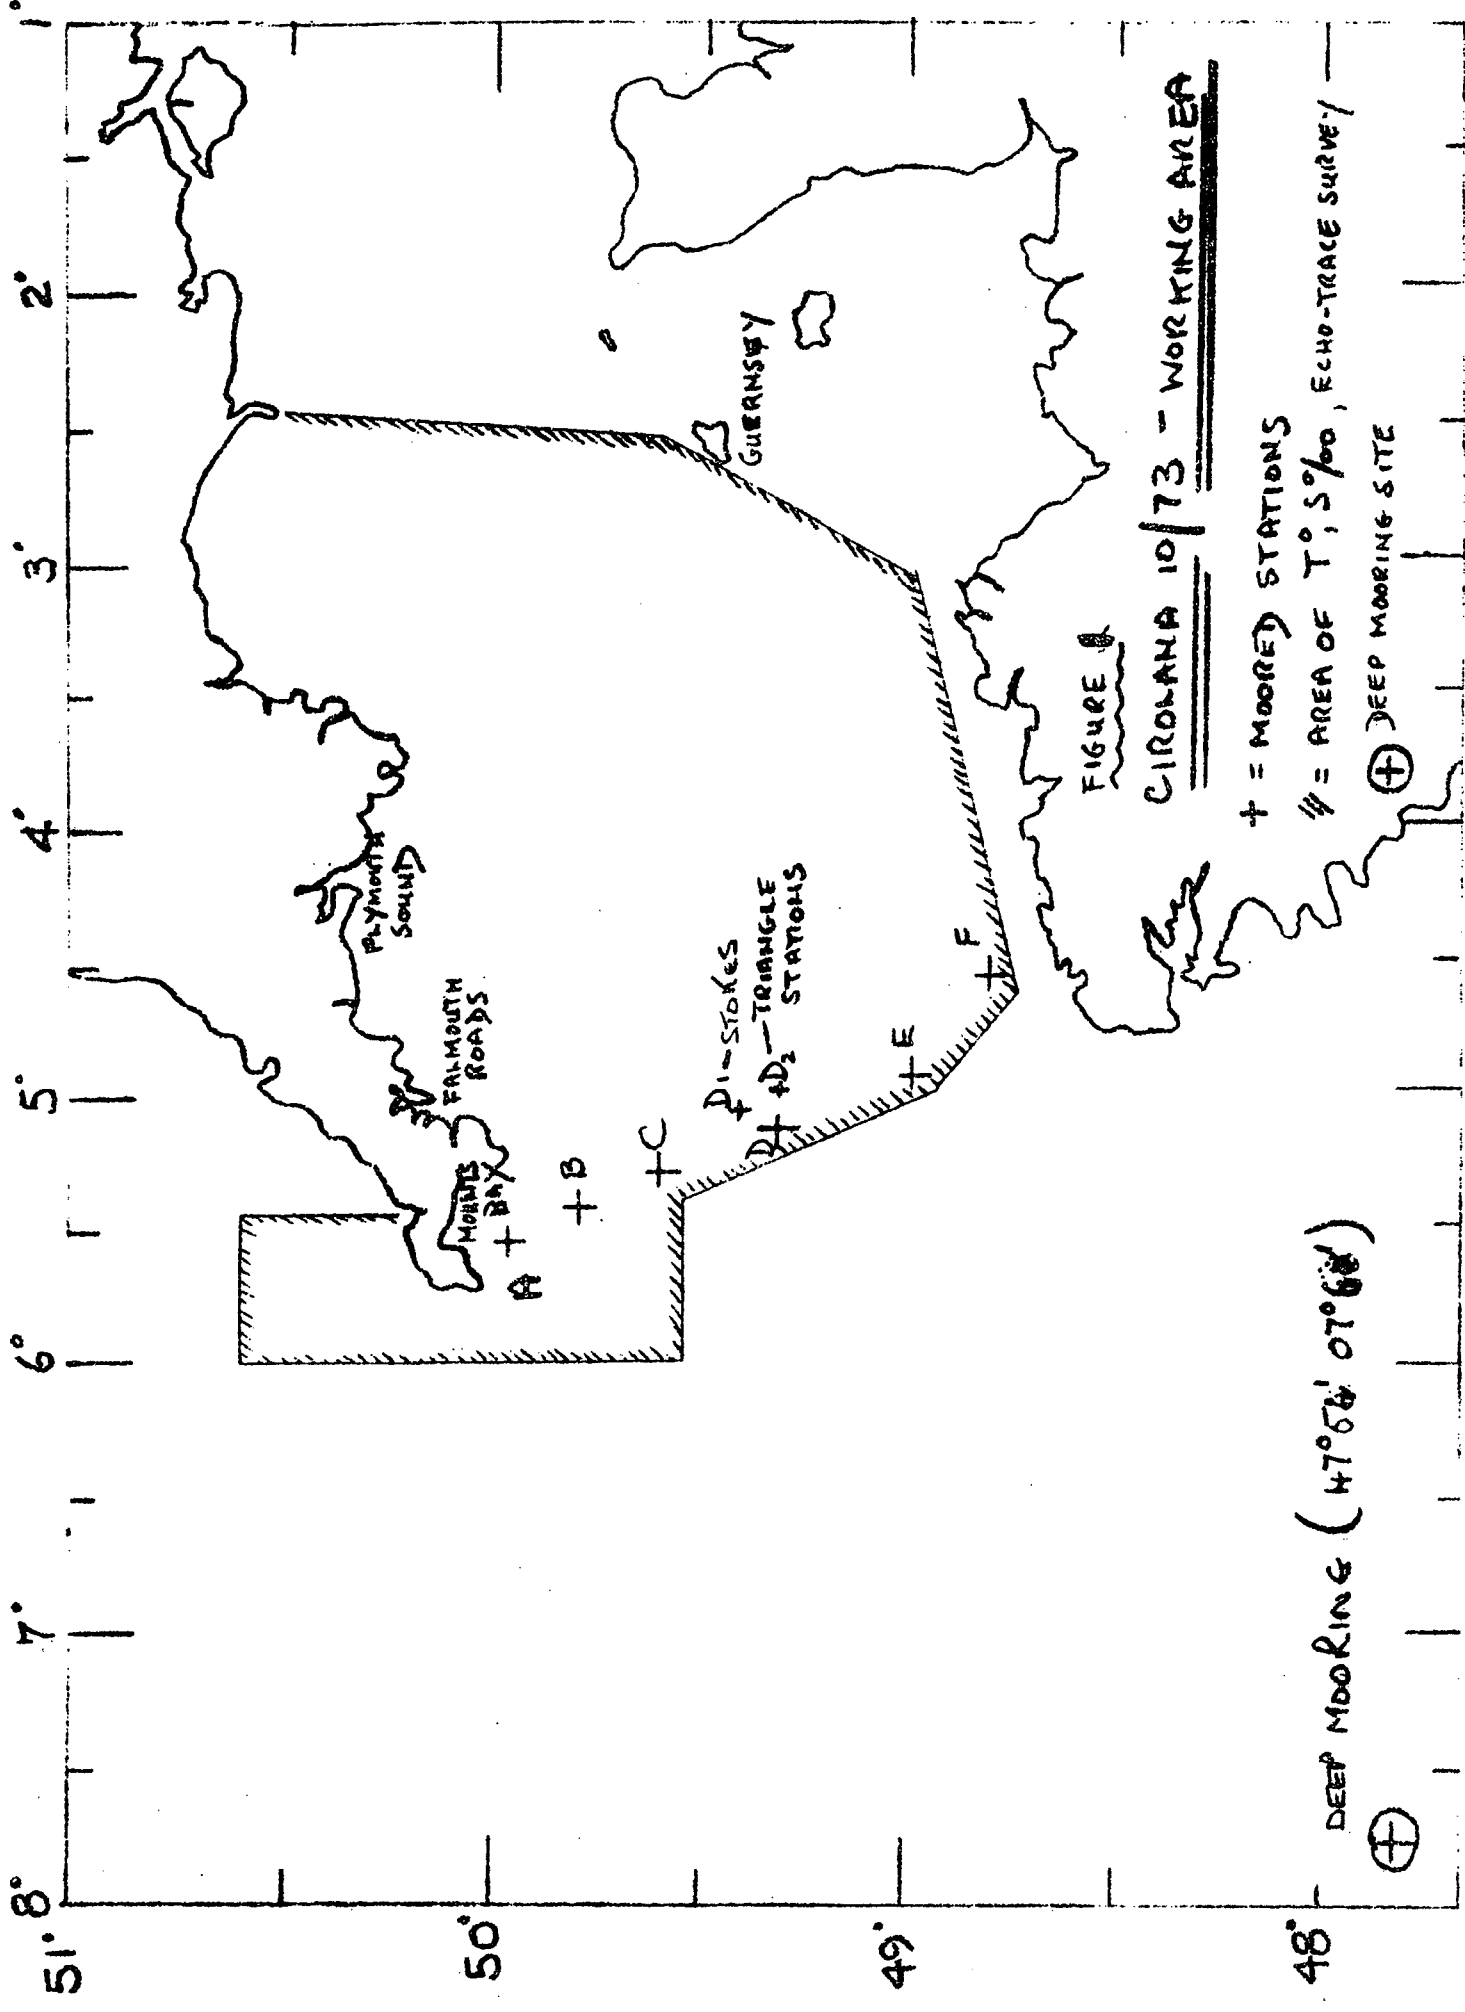 8° 7° 6° 5° 4° 3° 2° 1°
51°
50°
49°
48°
PLYMOUTH
SOUND
FALMOUTH
ROADS
MOUNTS
BAY
GUERNSEY
A
B
C
D1-STOKES
D
D2-TRIANGLE
STATIONS
E
F
FIGURE
CIROLANA 10/73 - WORKING AREA
+ = MOORED STATIONS
= AREA OF T°, S‰, ECHO-TRACE SURVEY
DEEP MOORING SITE
DEEP MOORING (47° 07°